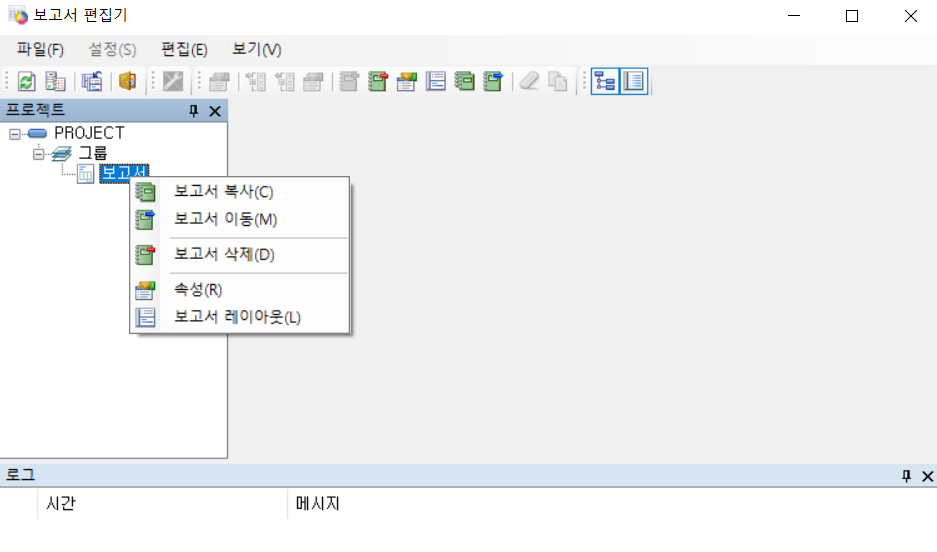 보고서 편집기
파일(F) 설정(S) 편집(E) 보기(V)
프로젝트
PROJECT
그룹
보고서
보고서 복사(C)
보고서 이동(M)
보고서 삭제(D)
속성(R)
보고서 레이아웃(L)
로그
시간 메시지